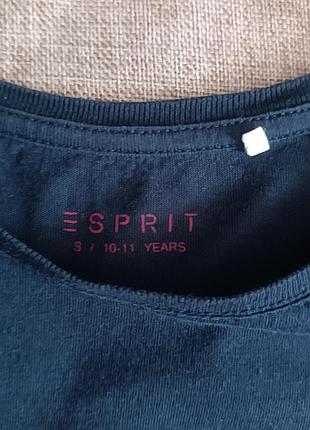 ESPRIT
S / 10-11 YEARS